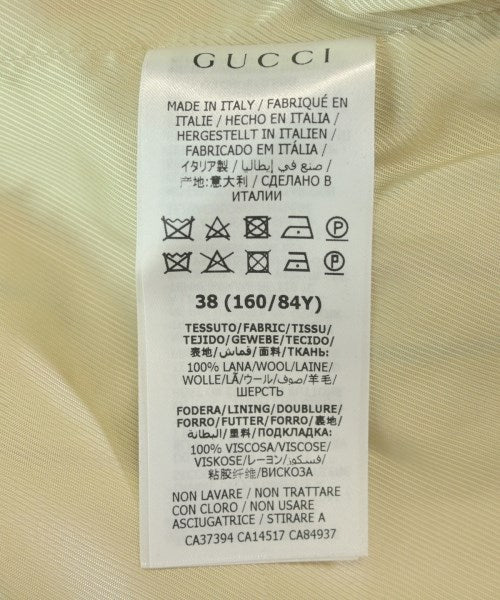 GUCCI
MADE IN ITALY / FABRIQUÉ EN
ITALIE / HECHO EN ITALIA /
HERGESTELLT IN ITALIEN /
FABRICADO EM ITÁLIA /
イタリア製 / صنع في إيطاليا /
产地:意大利 / СДЕЛАНО В
ИТАЛИИ
38 (160/84Y)
TESSUTO/FABRIC/TISSU/
TEJIDO/GEWEBE/TECIDO/
表地/قماش/面料/ТКАНЬ:
100% LANA/WOOL/LAINE/
WOLLE/LÃ/ウール/صوف/羊毛/
ШЕРСТЬ
FODERA/LINING/DOUBLURE/
FORRO/FUTTER/FORRO/裏地/
البطانة/里料/ПОДКЛАДКА:
100% VISCOSA/VISCOSE/
VISKOSE/レーヨン/فسكوز/
粘胶纤维/ВИСКОЗА
NON LAVARE / NON TRATTARE
CON CLORO / NON USARE
ASCIUGATRICE / STIRARE A
CA37394 CA14517 CA84937